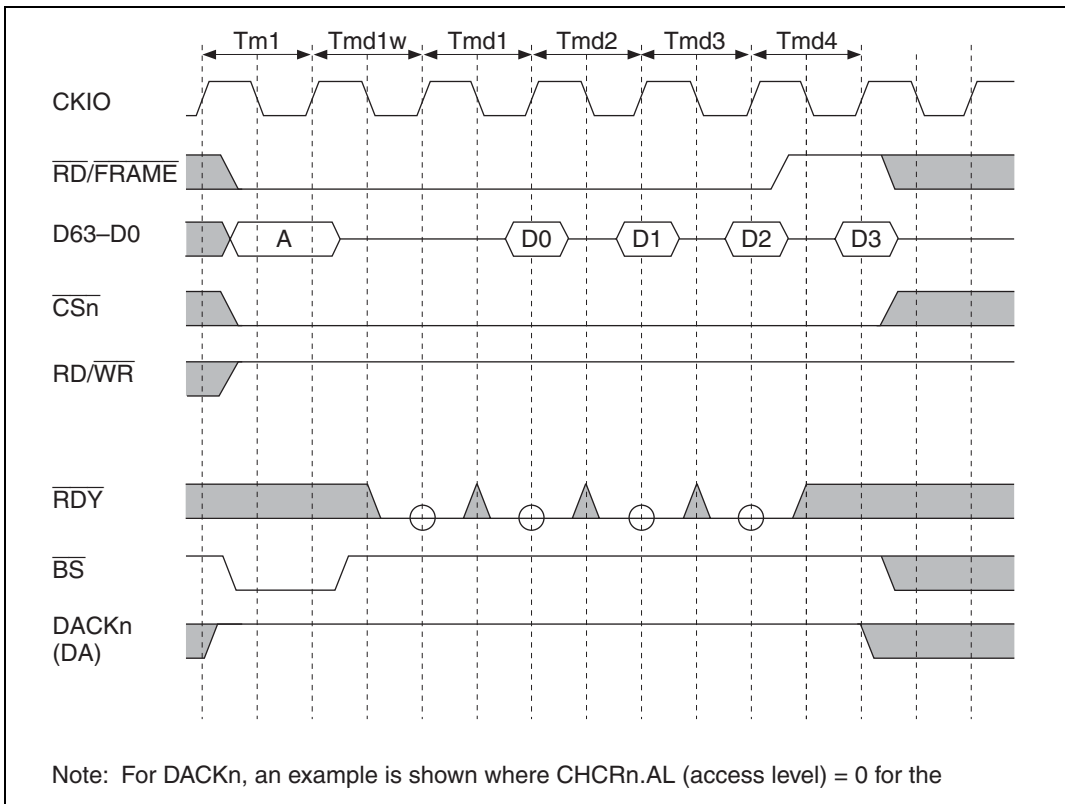 Tm1 Tmd1w Tmd1 Tmd2 Tmd3 Tmd4
CKIO
RD/FRAME
D63–D0 A D0 D1 D2 D3
CSn
RD/WR
RDY
BS
DACKn
(DA)
Note: For DACKn, an example is shown where CHCRn.AL (access level) = 0 for the